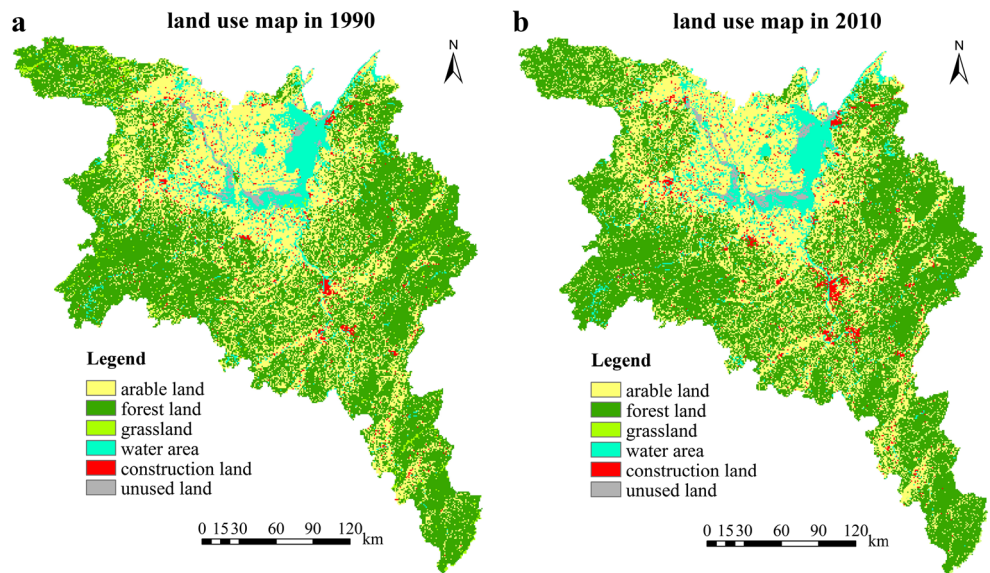 a
land use map in 1990
N
Legend
arable land
forest land
grassland
water area
construction land
unused land
0 15 30 60 90 120
km
b
land use map in 2010
N
Legend
arable land
forest land
grassland
water area
construction land
unused land
0 15 30 60 90 120
km